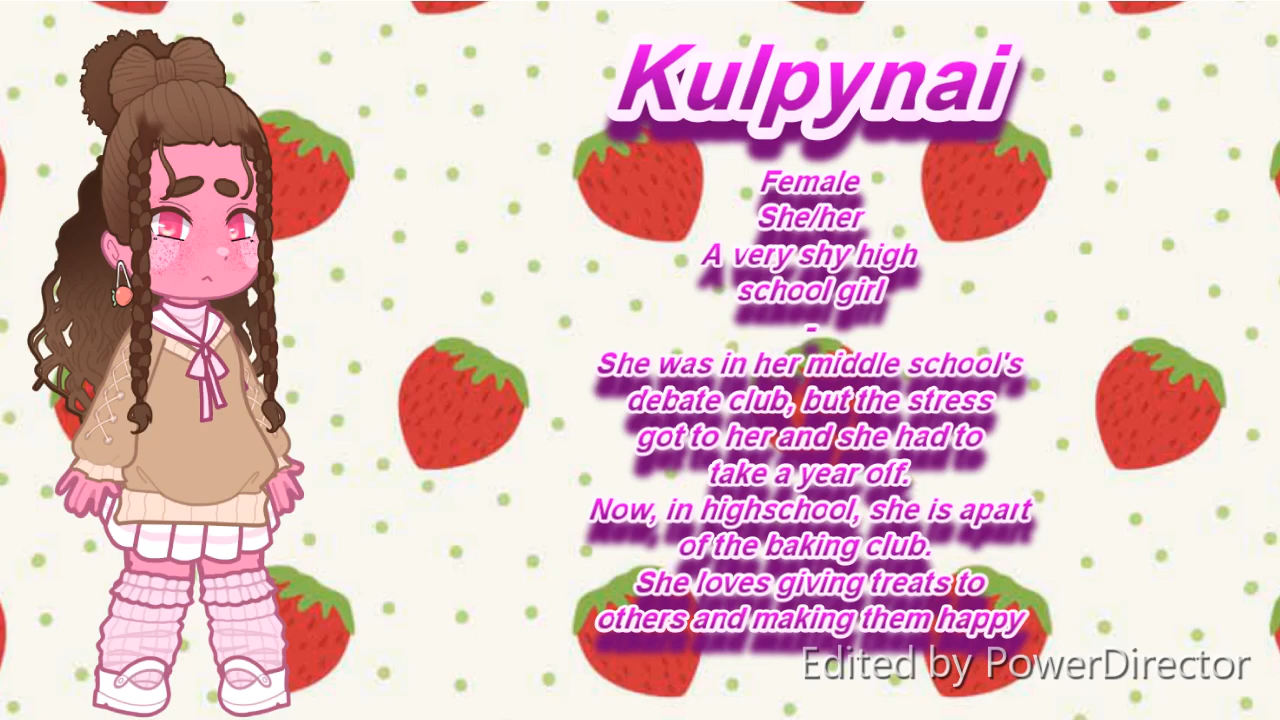 Kulpynai
Female
She/her
A very shy high
school girl
-
She was in her middle school's
debate club, but the stress
got to her and she had to
take a year off.
Now, in highschool, she is apart
of the baking club.
She loves giving treats to
others and making them happy
Edited by PowerDirector